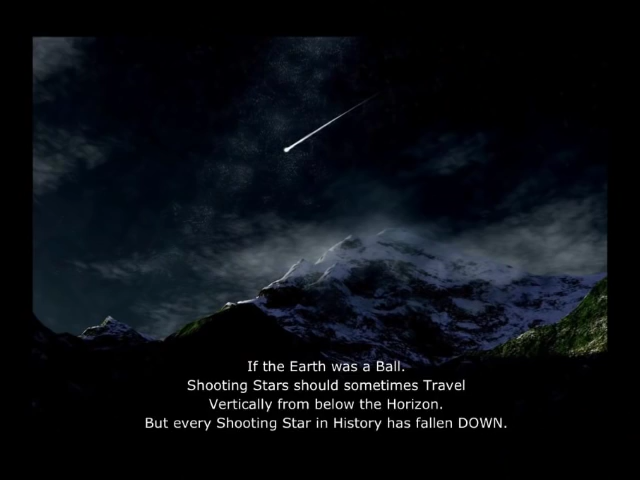 If the Earth was a Ball.
Shooting Stars should sometimes Travel
Vertically from below the Horizon.
But every Shooting Star in History has fallen DOWN.